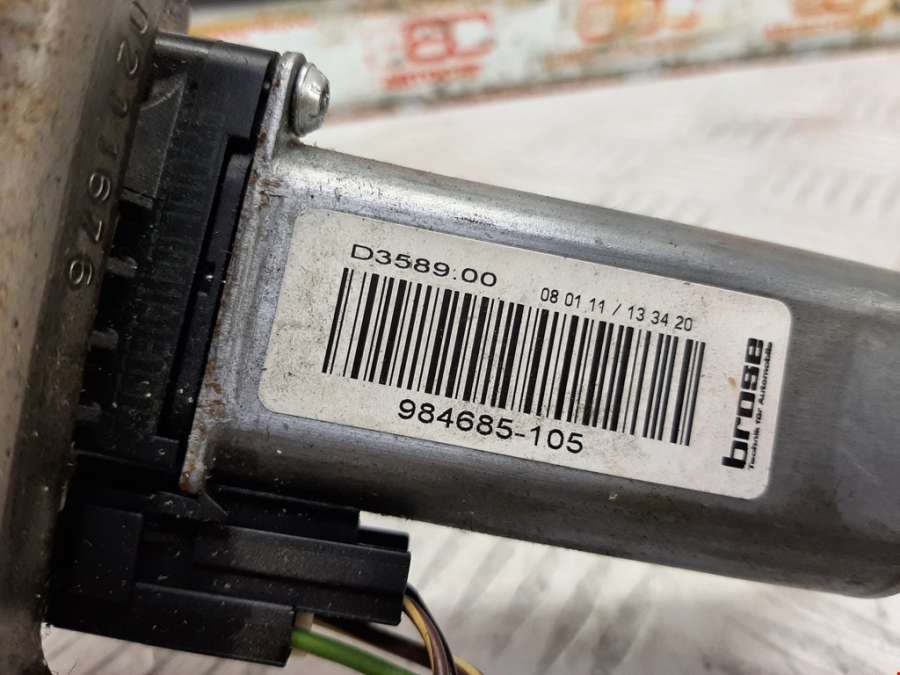 D3589.00
08 01 11 / 13 34 20
984685-105
brose
Technik für Automobile